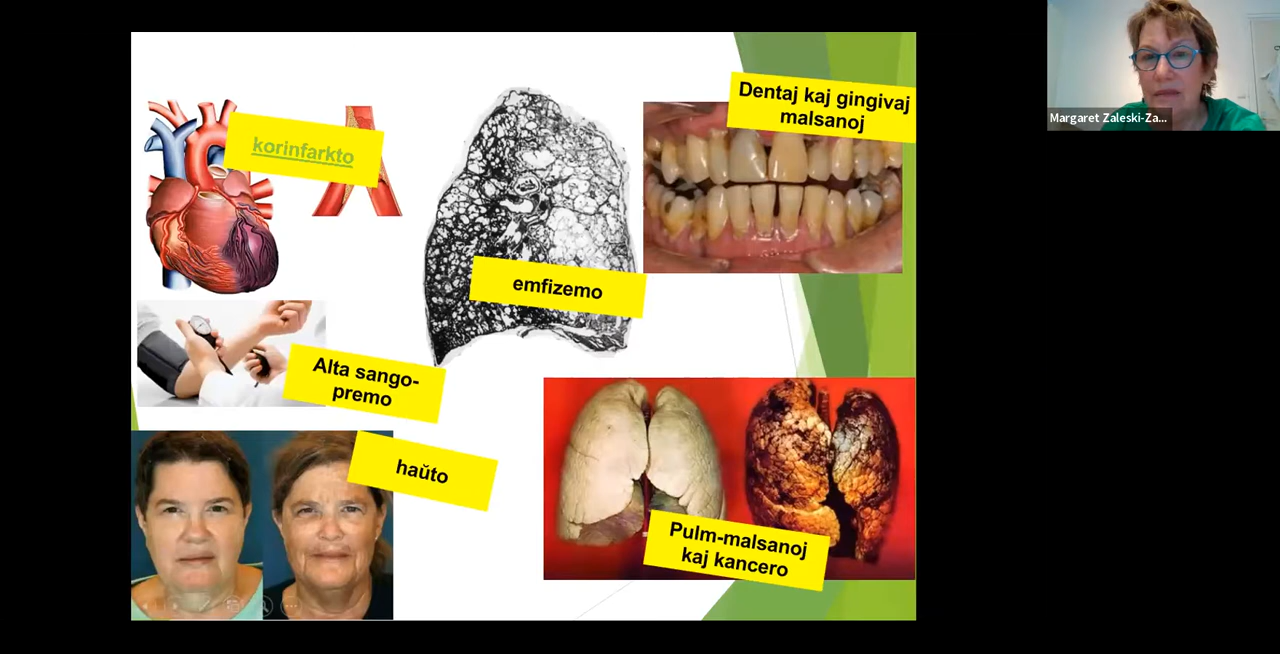 korinfarkto
Dentaj kaj gingivaj
malsanoj
Margaret Zaleski-Za...
emfizemo
Alta sango-
premo
haŭto
Pulm-malsanoj
kaj kancero